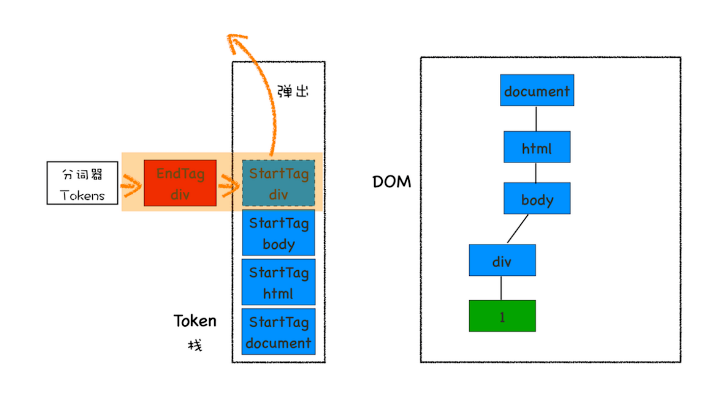 弹出
分词器
Tokens
EndTag
div
StartTag
div
StartTag
body
StartTag
html
StartTag
document
Token
栈
DOM
document
html
body
div
1